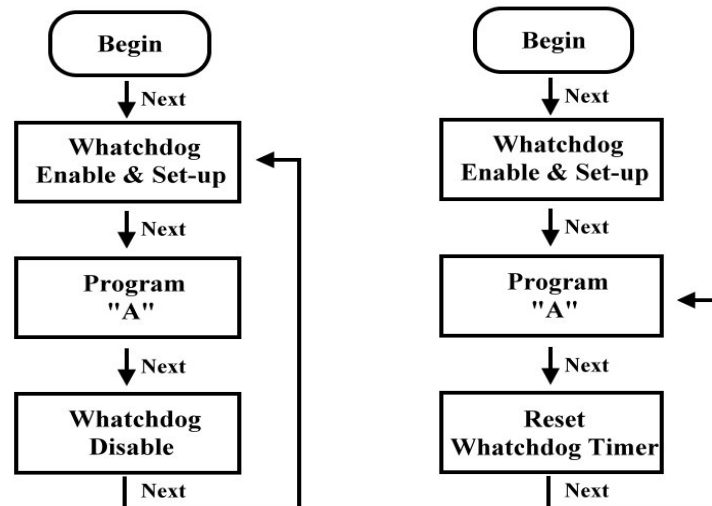 Begin
Next
Whatchdog
Enable & Set-up
Next
Program
"A"
Next
Whatchdog
Disable
Next
Begin
Next
Whatchdog
Enable & Set-up
Next
Program
"A"
Next
Reset
Whatchdog Timer
Next